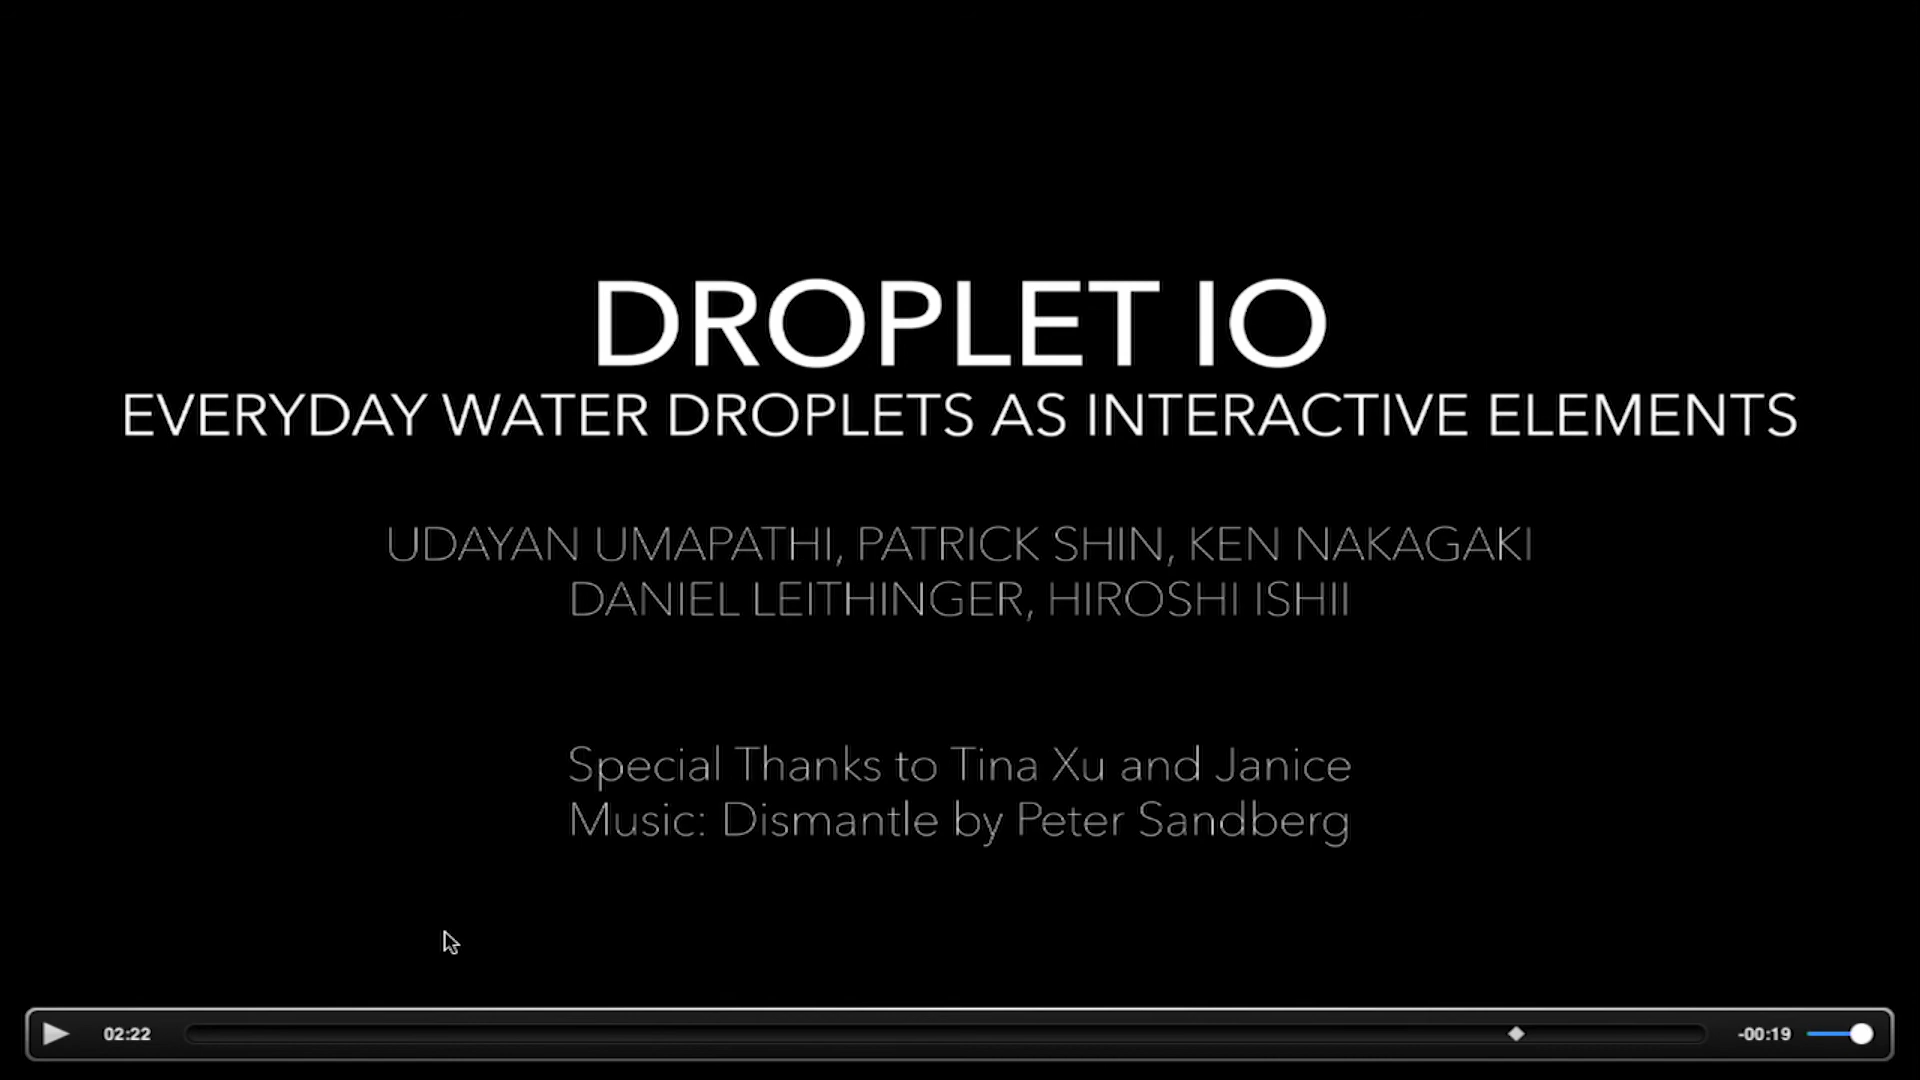 DROPLET IO
EVERYDAY WATER DROPLETS AS INTERACTIVE ELEMENTS
UDAYAN UMAPATHI, PATRICK SHIN, KEN NAKAGAKI
DANIEL LEITHINGER, HIROSHI ISHII
Special Thanks to Tina Xu and Janice
Music: Dismantle by Peter Sandberg
02:22
-00:19